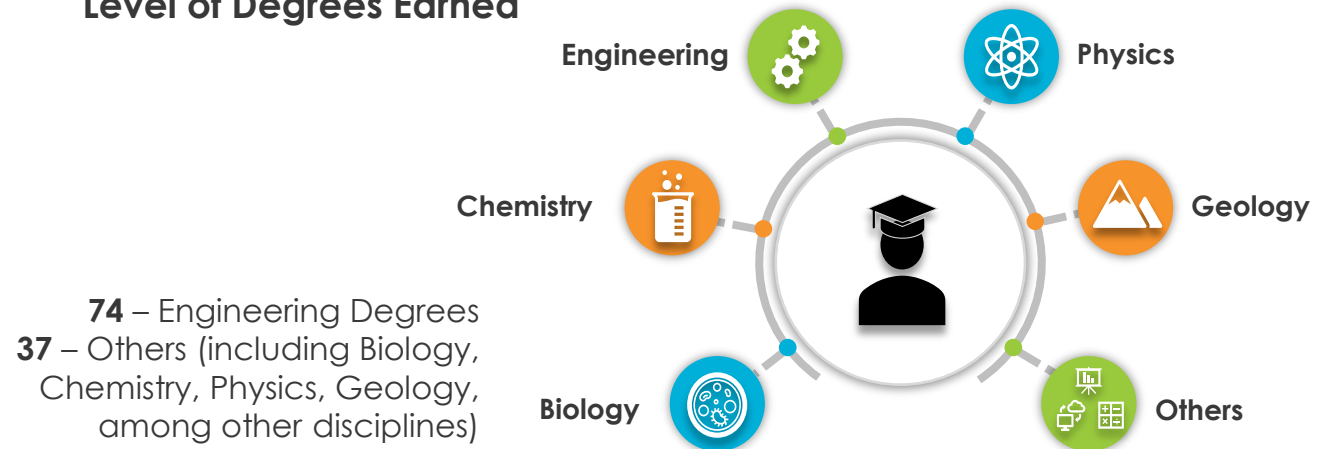 Level of Degrees Earned
Engineering
Physics
Chemistry
Geology
74 – Engineering Degrees
37 – Others (including Biology,
Chemistry, Physics, Geology,
among other disciplines)
Biology
Others